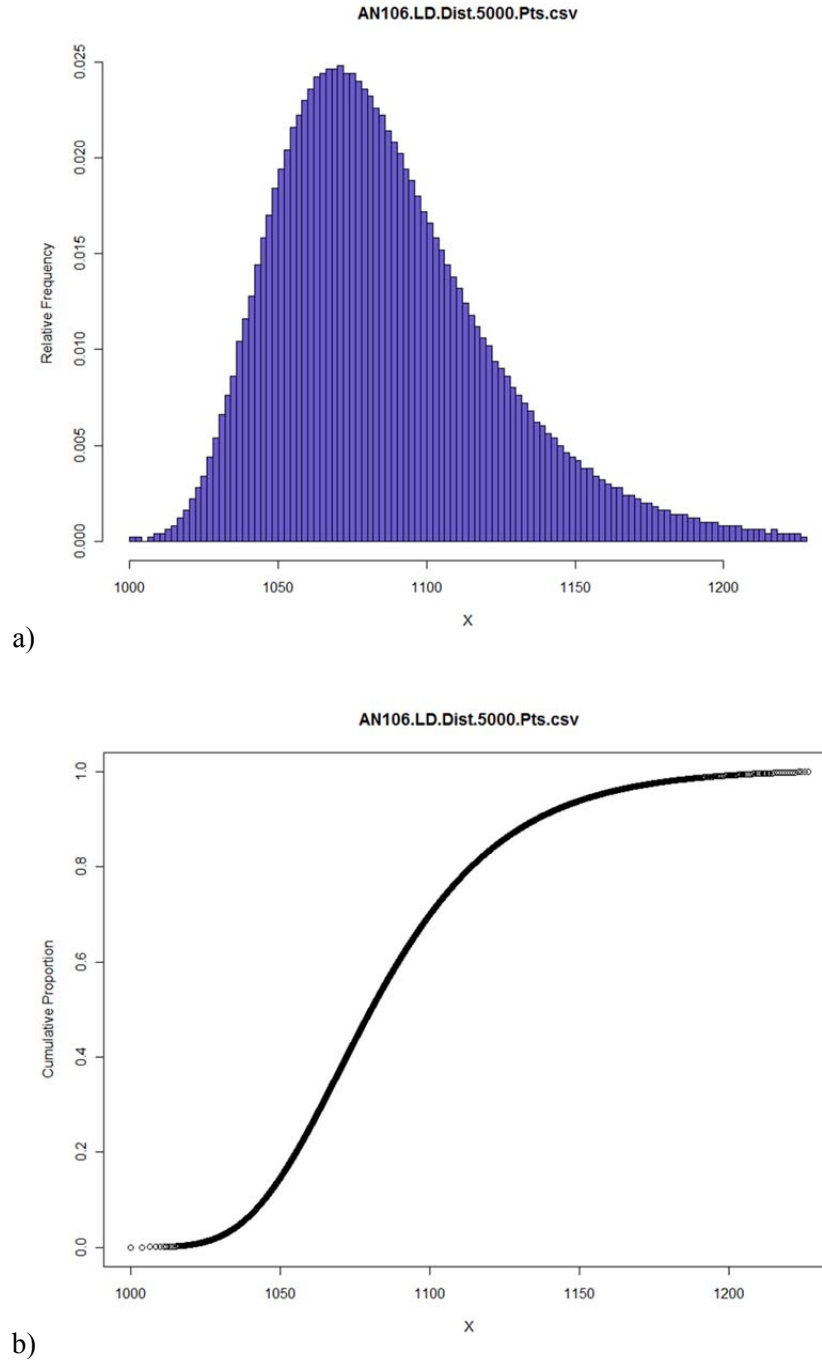 AN106.LD.Dist.5000.Pts.csv
Relative Frequency
0.025
0.020
0.015
0.010
0.005
0.000
1000 1050 1100 1150 1200
X
a)
AN106.LD.Dist.5000.Pts.csv
Cumulative Proportion
1.0
0.8
0.6
0.4
0.2
0.0
1000 1050 1100 1150 1200
X
b)